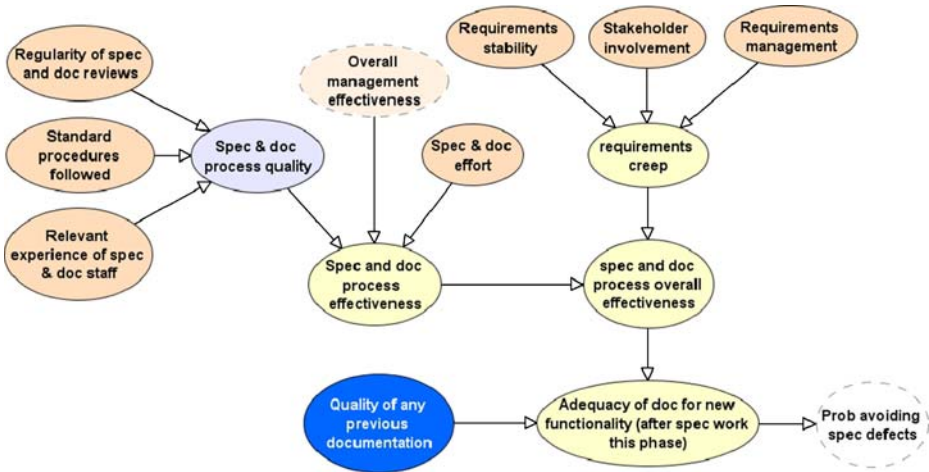 Regularity of spec
and doc reviews
Overall
management
effectiveness
Requirements
stability
Stakeholder
involvement
Requirements
management
Standard
procedures
followed
Spec & doc
process quality
Spec & doc
effort
requirements
creep
Relevant
experience of spec
& doc staff
Spec and doc
process
effectiveness
spec and doc
process overall
effectiveness
Quality of any
previous
documentation
Adequacy of doc for new
functionality (after spec work
this phase)
Prob avoiding
spec defects